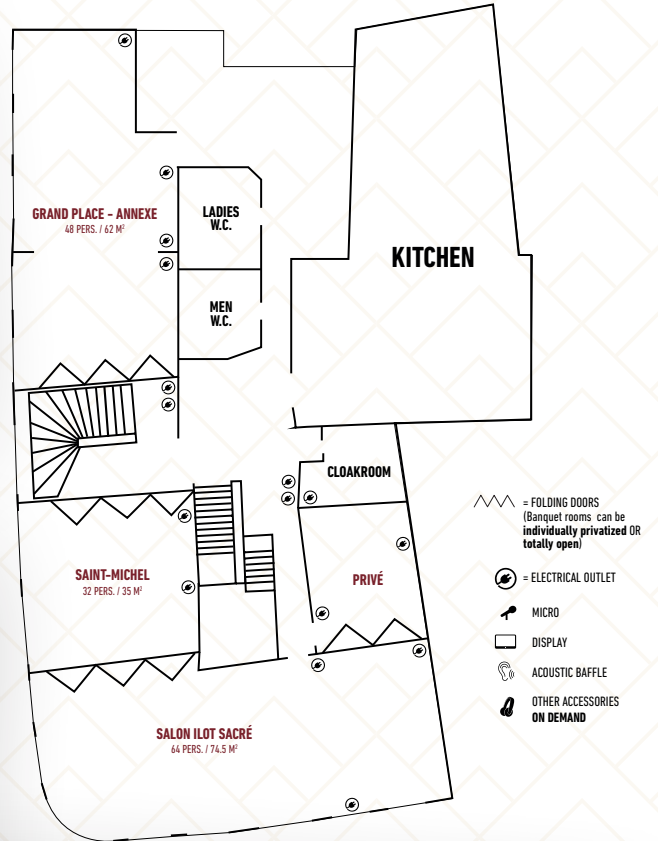 GRAND PLACE - ANNEXE
48 PERS. / 62 M²
LADIES
W.C.
MEN
W.C.
KITCHEN
CLOAKROOM
SAINT-MICHEL
32 PERS. / 35 M²
PRIVÉ
SALON ILOT SACRÉ
64 PERS. / 74.5 M²
= FOLDING DOORS
(Banquet rooms can be
individually privatized OR
totally open)
= ELECTRICAL OUTLET
MICRO
DISPLAY
ACOUSTIC BAFFLE
OTHER ACCESSORIES
ON DEMAND